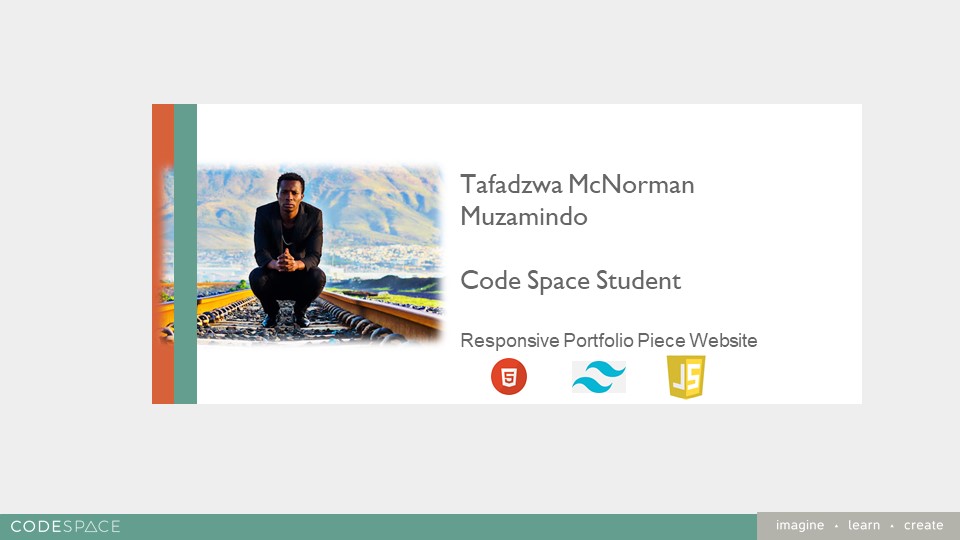 Tafadzwa McNorman
Muzamindo
Code Space Student
Responsive Portfolio Piece Website
5
JS
CODESPACE
imagine • learn • create